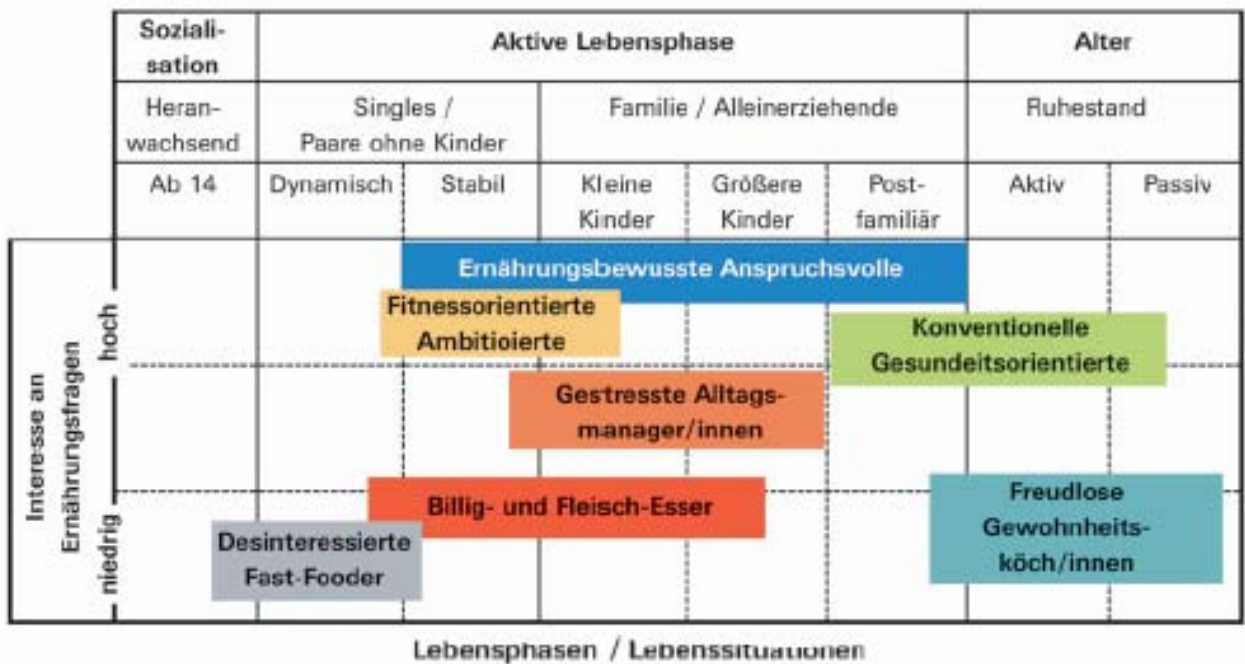 Soziali-
sation
Aktive Lebensphase
Alter
Heran-
wachsend
Singles /
Paare ohne Kinder
Familie / Alleinerziehende
Ruhestand
Ab 14
Dynamisch
Stabil
Kleine
Kinder
Größere
Kinder
Post-
familiär
Aktiv
Passiv
Interesse an
Ernährungsfragen
hoch
niedrig
Ernährungsbewusste Anspruchsvolle
Fitnessorientierte
Ambitioierte
Konventionelle
Gesundeitsorientierte
Gestresste Alltags-
manager/innen
Billig- und Fleisch-Esser
Freudlose
Gewohnheits-
köch/innen
Desinteressierte
Fast-Fooder
Lebensphasen / Lebenssituationen